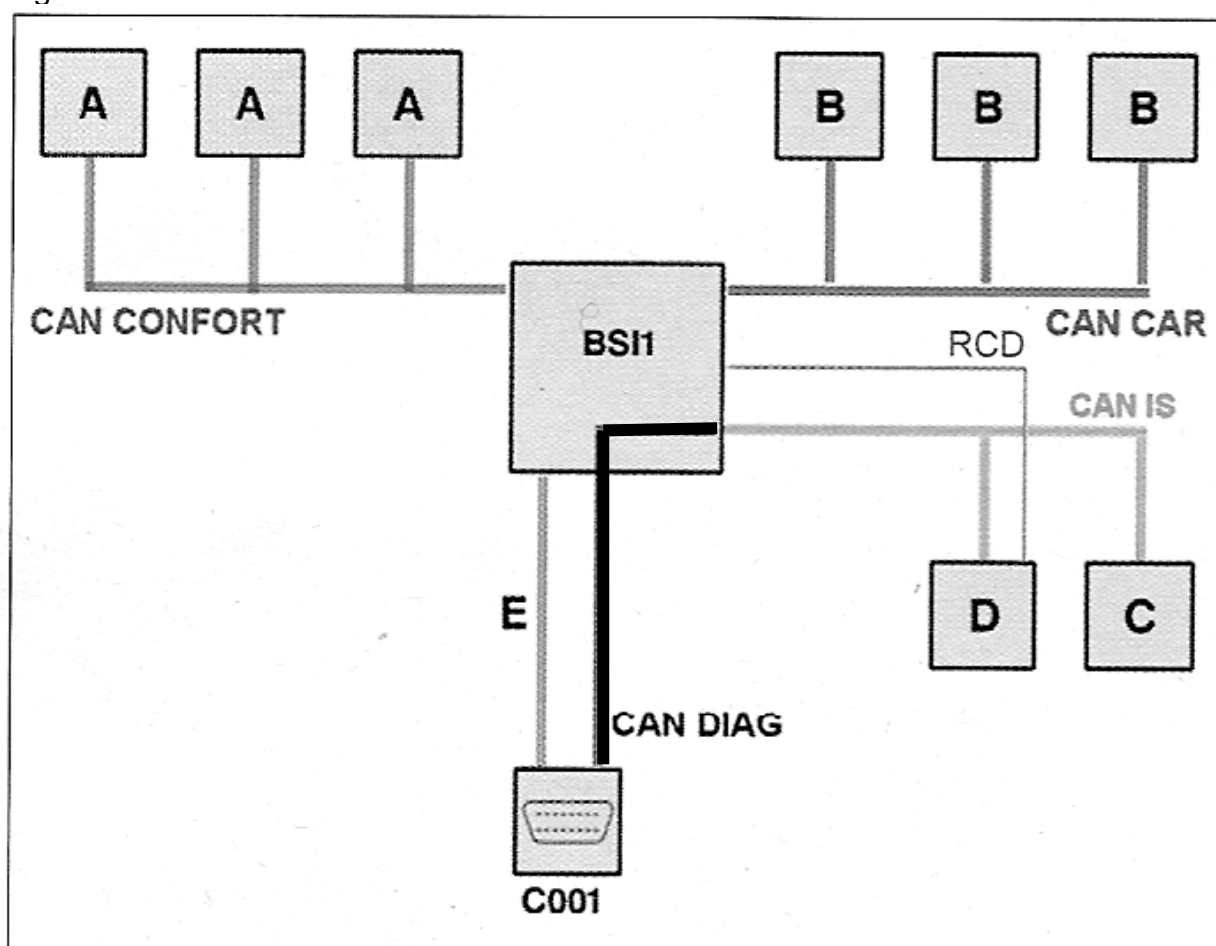 A A A B B B
CAN CONFORT
BSI1
CAN CAR
RCD
CAN IS
E
D C
CAN DIAG
C001